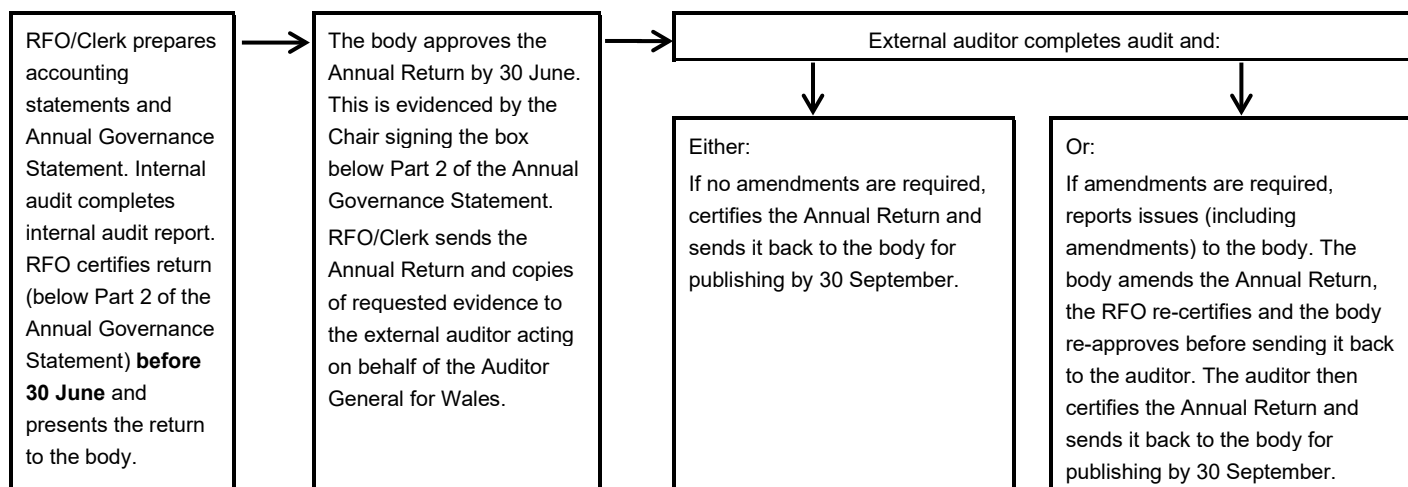 RFO/Clerk prepares
accounting
statements and
Annual Governance
Statement. Internal
audit completes
internal audit report.
RFO certifies return
(below Part 2 of the
Annual Governance
Statement) before
30 June and
presents the return
to the body.
The body approves the
Annual Return by 30 June.
This is evidenced by the
Chair signing the box
below Part 2 of the Annual
Governance Statement.
RFO/Clerk sends the
Annual Return and copies
of requested evidence to
the external auditor acting
on behalf of the Auditor
General for Wales.
External auditor completes audit and:
Either:
If no amendments are required,
certifies the Annual Return and
sends it back to the body for
publishing by 30 September.
Or:
If amendments are required,
reports issues (including
amendments) to the body. The
body amends the Annual Return,
the RFO re-certifies and the body
re-approves before sending it back
to the auditor. The auditor then
certifies the Annual Return and
sends it back to the body for
publishing by 30 September.